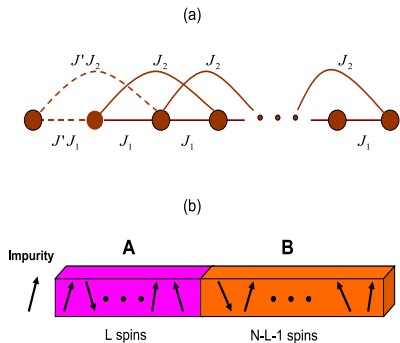 (a)
J'J₂ J₂ J₂ J₂
J'J₁ J₁ J₁ J₁
(b)
A B
Impurity
L spins N-L-1 spins